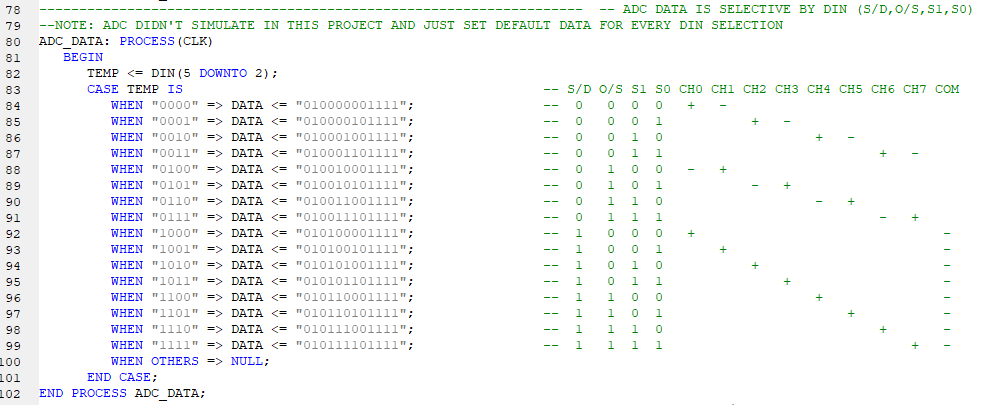 78 -------------------------------------------------------------------- -- ADC DATA IS SELECTIVE BY DIN (S/D,O/S,S1,S0)
79 --NOTE: ADC DIDN'T SIMULATE IN THIS PROJECT AND JUST SET DEFAULT DATA FOR EVERY DIN SELECTION
80 ADC_DATA: PROCESS(CLK)
81 BEGIN
82 TEMP <= DIN(5 DOWNTO 2);
83 CASE TEMP IS -- S/D O/S S1 S0 CH0 CH1 CH2 CH3 CH4 CH5 CH6 CH7 COM
84 WHEN "0000" => DATA <= "010000001111"; -- 0 0 0 0 + -
85 WHEN "0001" => DATA <= "010000101111"; -- 0 0 0 1 + -
86 WHEN "0010" => DATA <= "010001001111"; -- 0 0 1 0 + -
87 WHEN "0011" => DATA <= "010001101111"; -- 0 0 1 1 + -
88 WHEN "0100" => DATA <= "010010001111"; -- 0 1 0 0 - +
89 WHEN "0101" => DATA <= "010010101111"; -- 0 1 0 1 - +
90 WHEN "0110" => DATA <= "010011001111"; -- 0 1 1 0 - +
91 WHEN "0111" => DATA <= "010011101111"; -- 0 1 1 1 - +
92 WHEN "1000" => DATA <= "010100001111"; -- 1 0 0 0 + -
93 WHEN "1001" => DATA <= "010100101111"; -- 1 0 0 1 + -
94 WHEN "1010" => DATA <= "010101001111"; -- 1 0 1 0 + -
95 WHEN "1011" => DATA <= "010101101111"; -- 1 0 1 1 + -
96 WHEN "1100" => DATA <= "010110001111"; -- 1 1 0 0 + -
97 WHEN "1101" => DATA <= "010110101111"; -- 1 1 0 1 + -
98 WHEN "1110" => DATA <= "010111001111"; -- 1 1 1 0 + -
99 WHEN "1111" => DATA <= "010111101111"; -- 1 1 1 1 + -
100 WHEN OTHERS => NULL;
101 END CASE;
102 END PROCESS ADC_DATA;